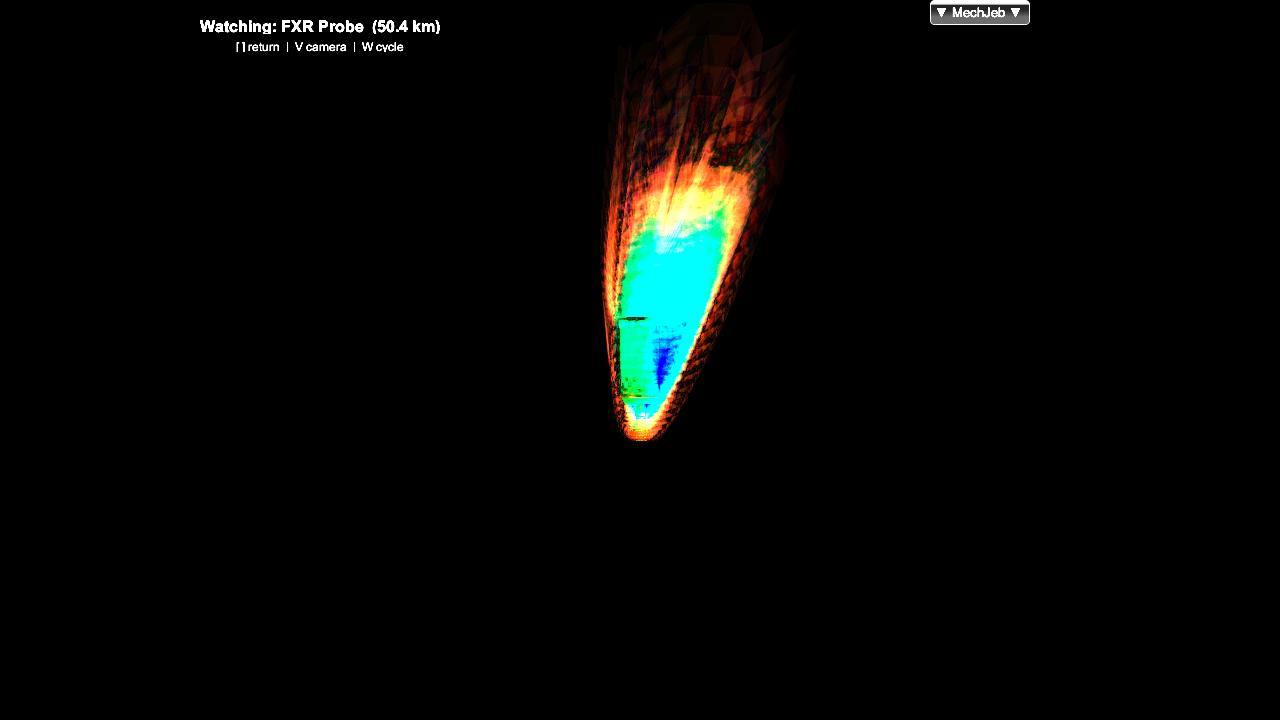 Watching: FXR Probe (50.4 km)
[ ] return | V camera | W cycle
▼ MechJeb ▼